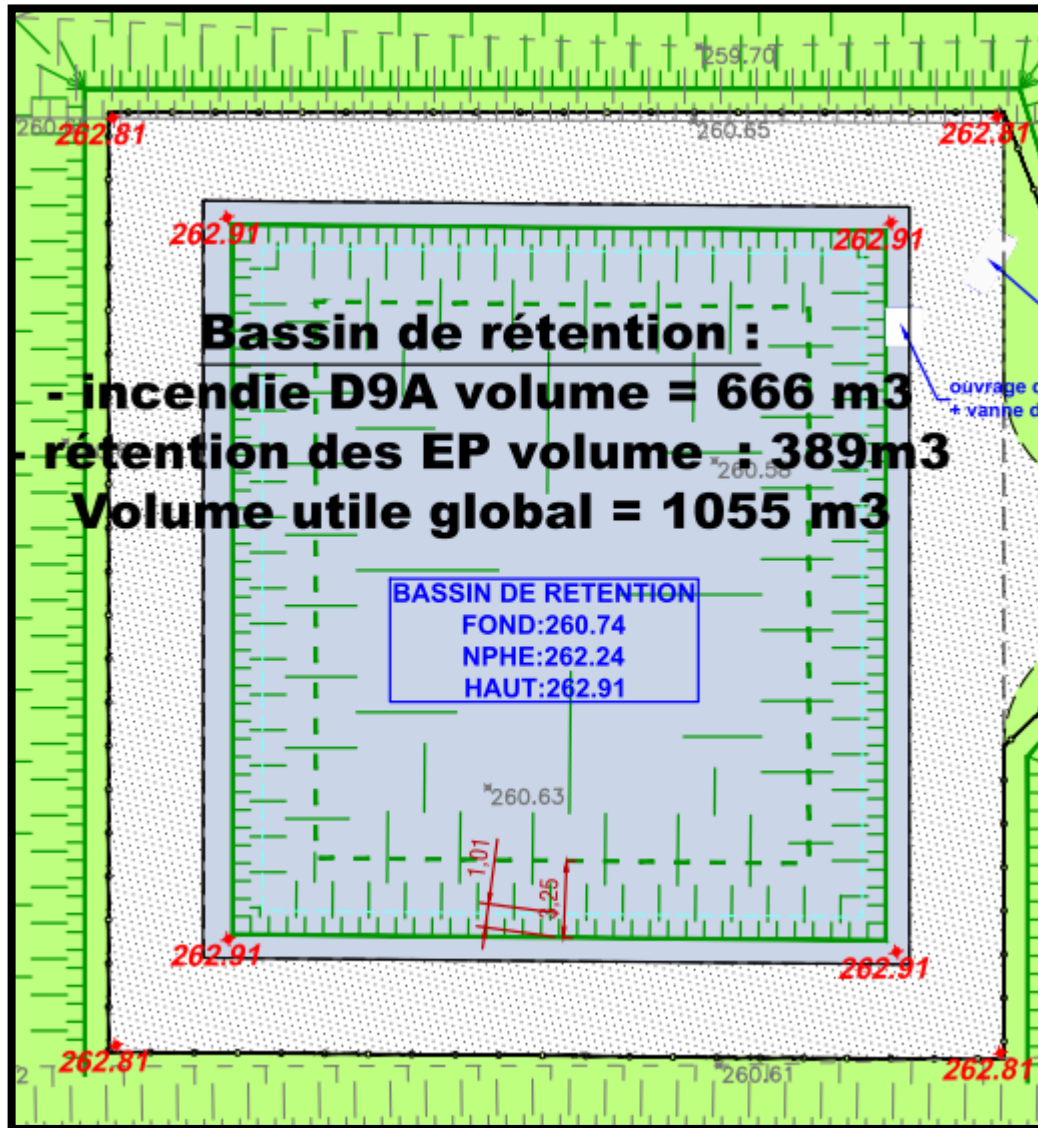 259.70
260.65
262.81
262.81
262.91
262.91
Bassin de rétention :
- incendie D9A volume = 666 m3
ouvrage
+ vanne
- rétention des EP volume : 389m3
260.58
Volume utile global = 1055 m3
BASSIN DE RETENTION
FOND:260.74
NPHE:262.24
HAUT:262.91
260.63
1,01
3,25
262.91
262.91
262.81
262.81
2
260.61